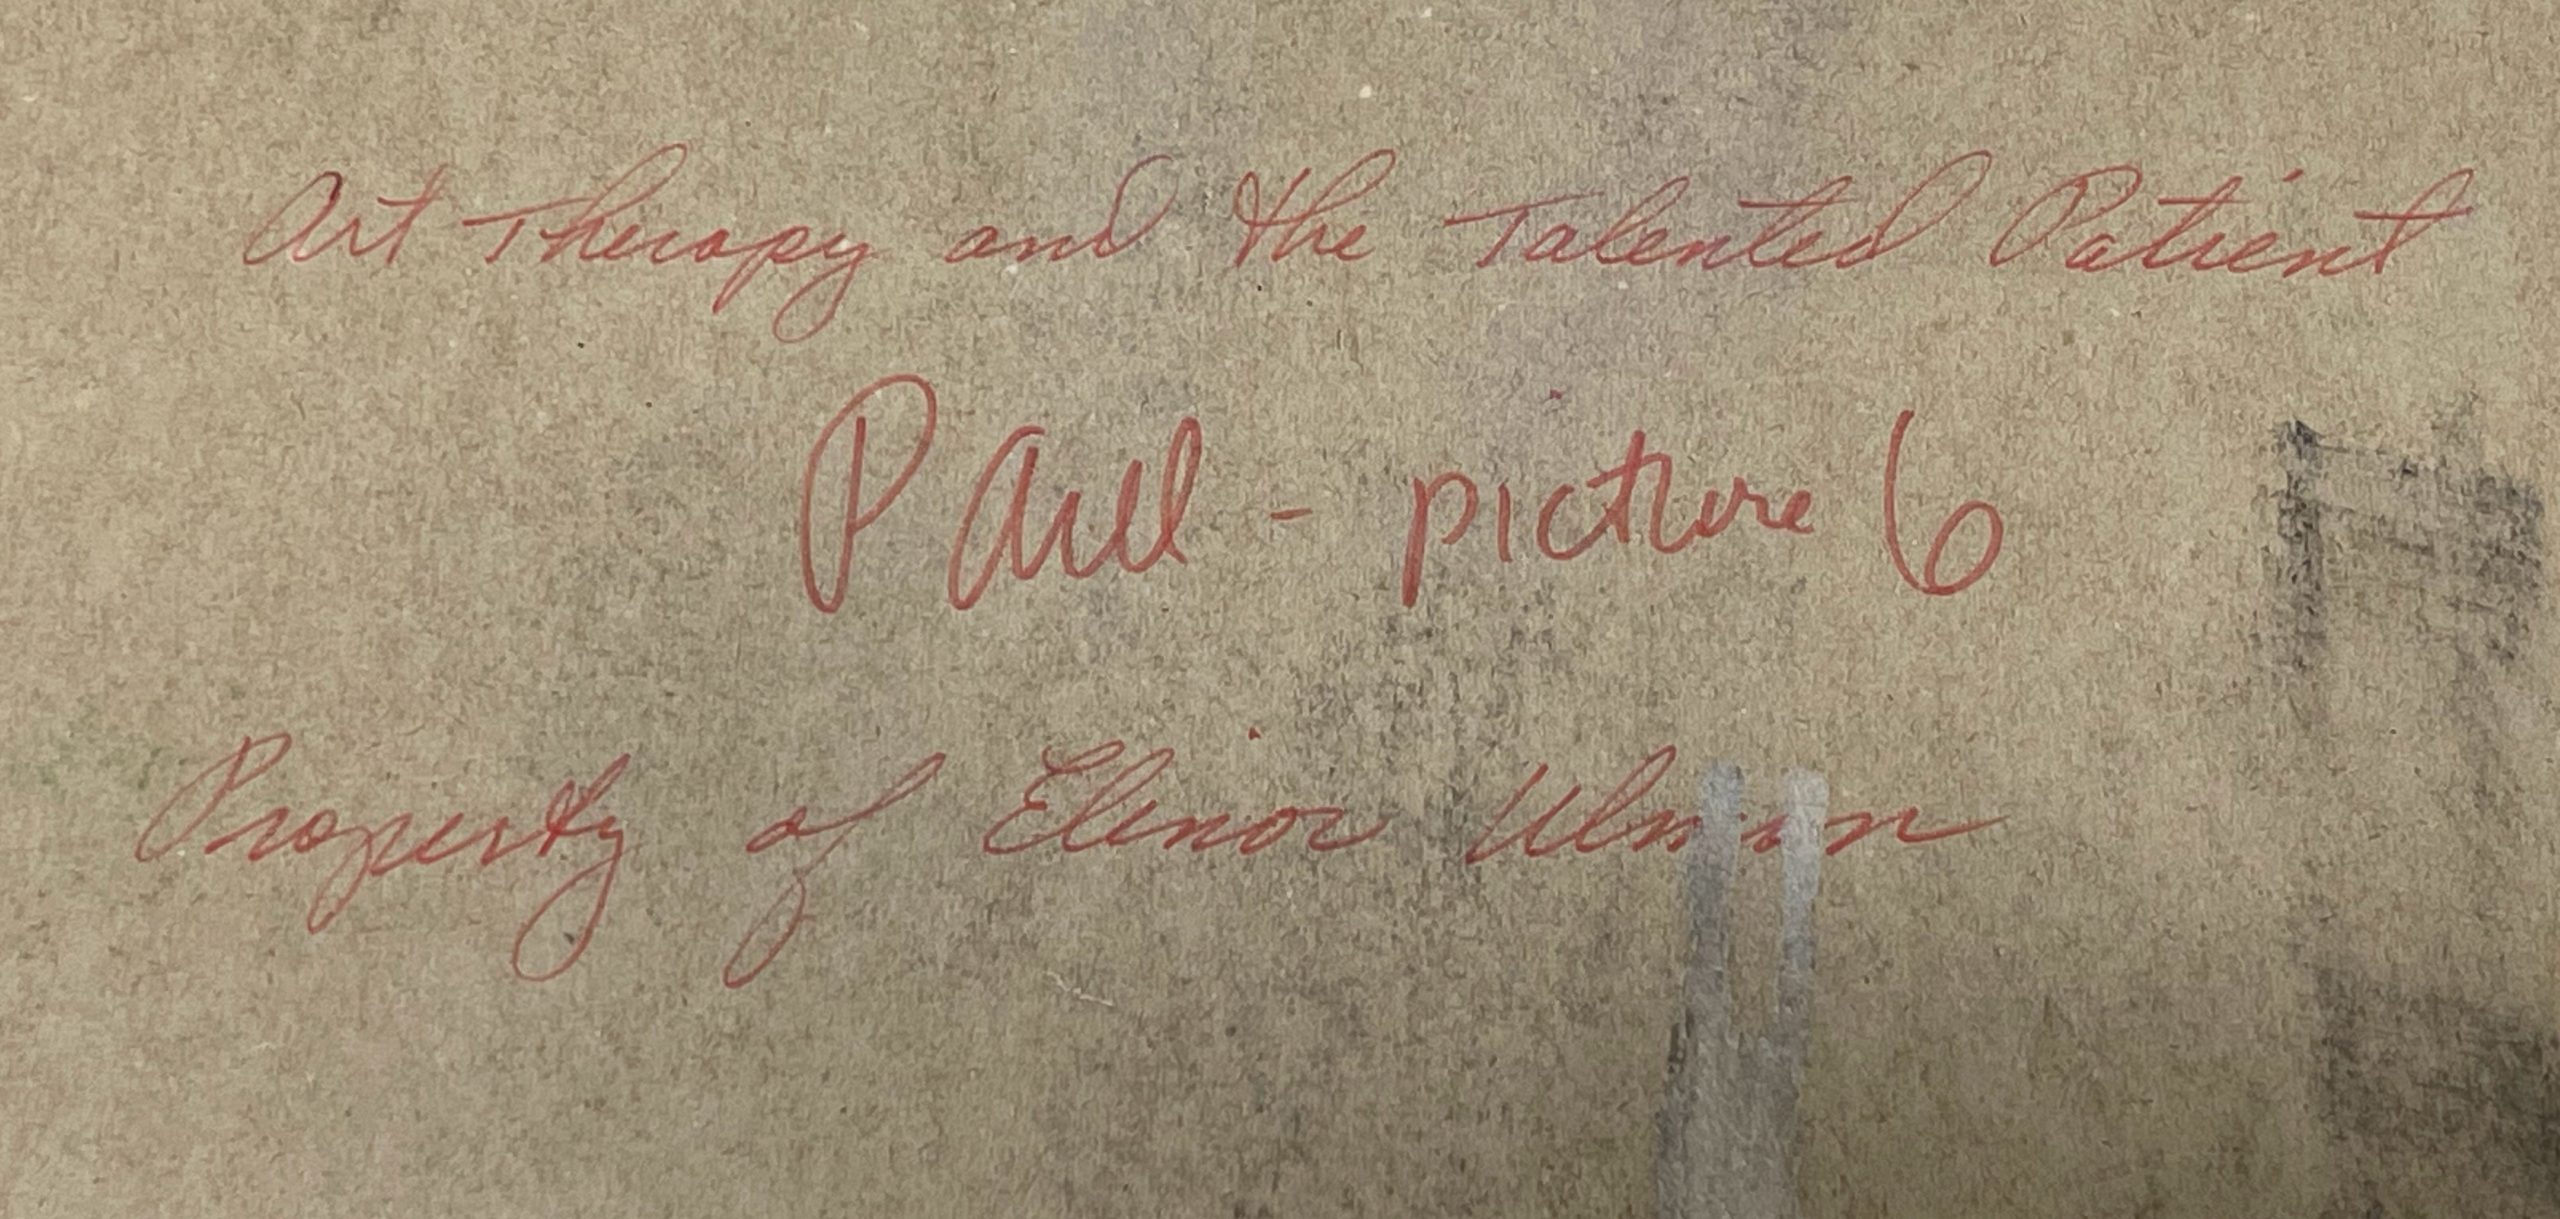 Art Therapy and the Talented Patient
Paul - picture 6
Property of Elinor Ulman